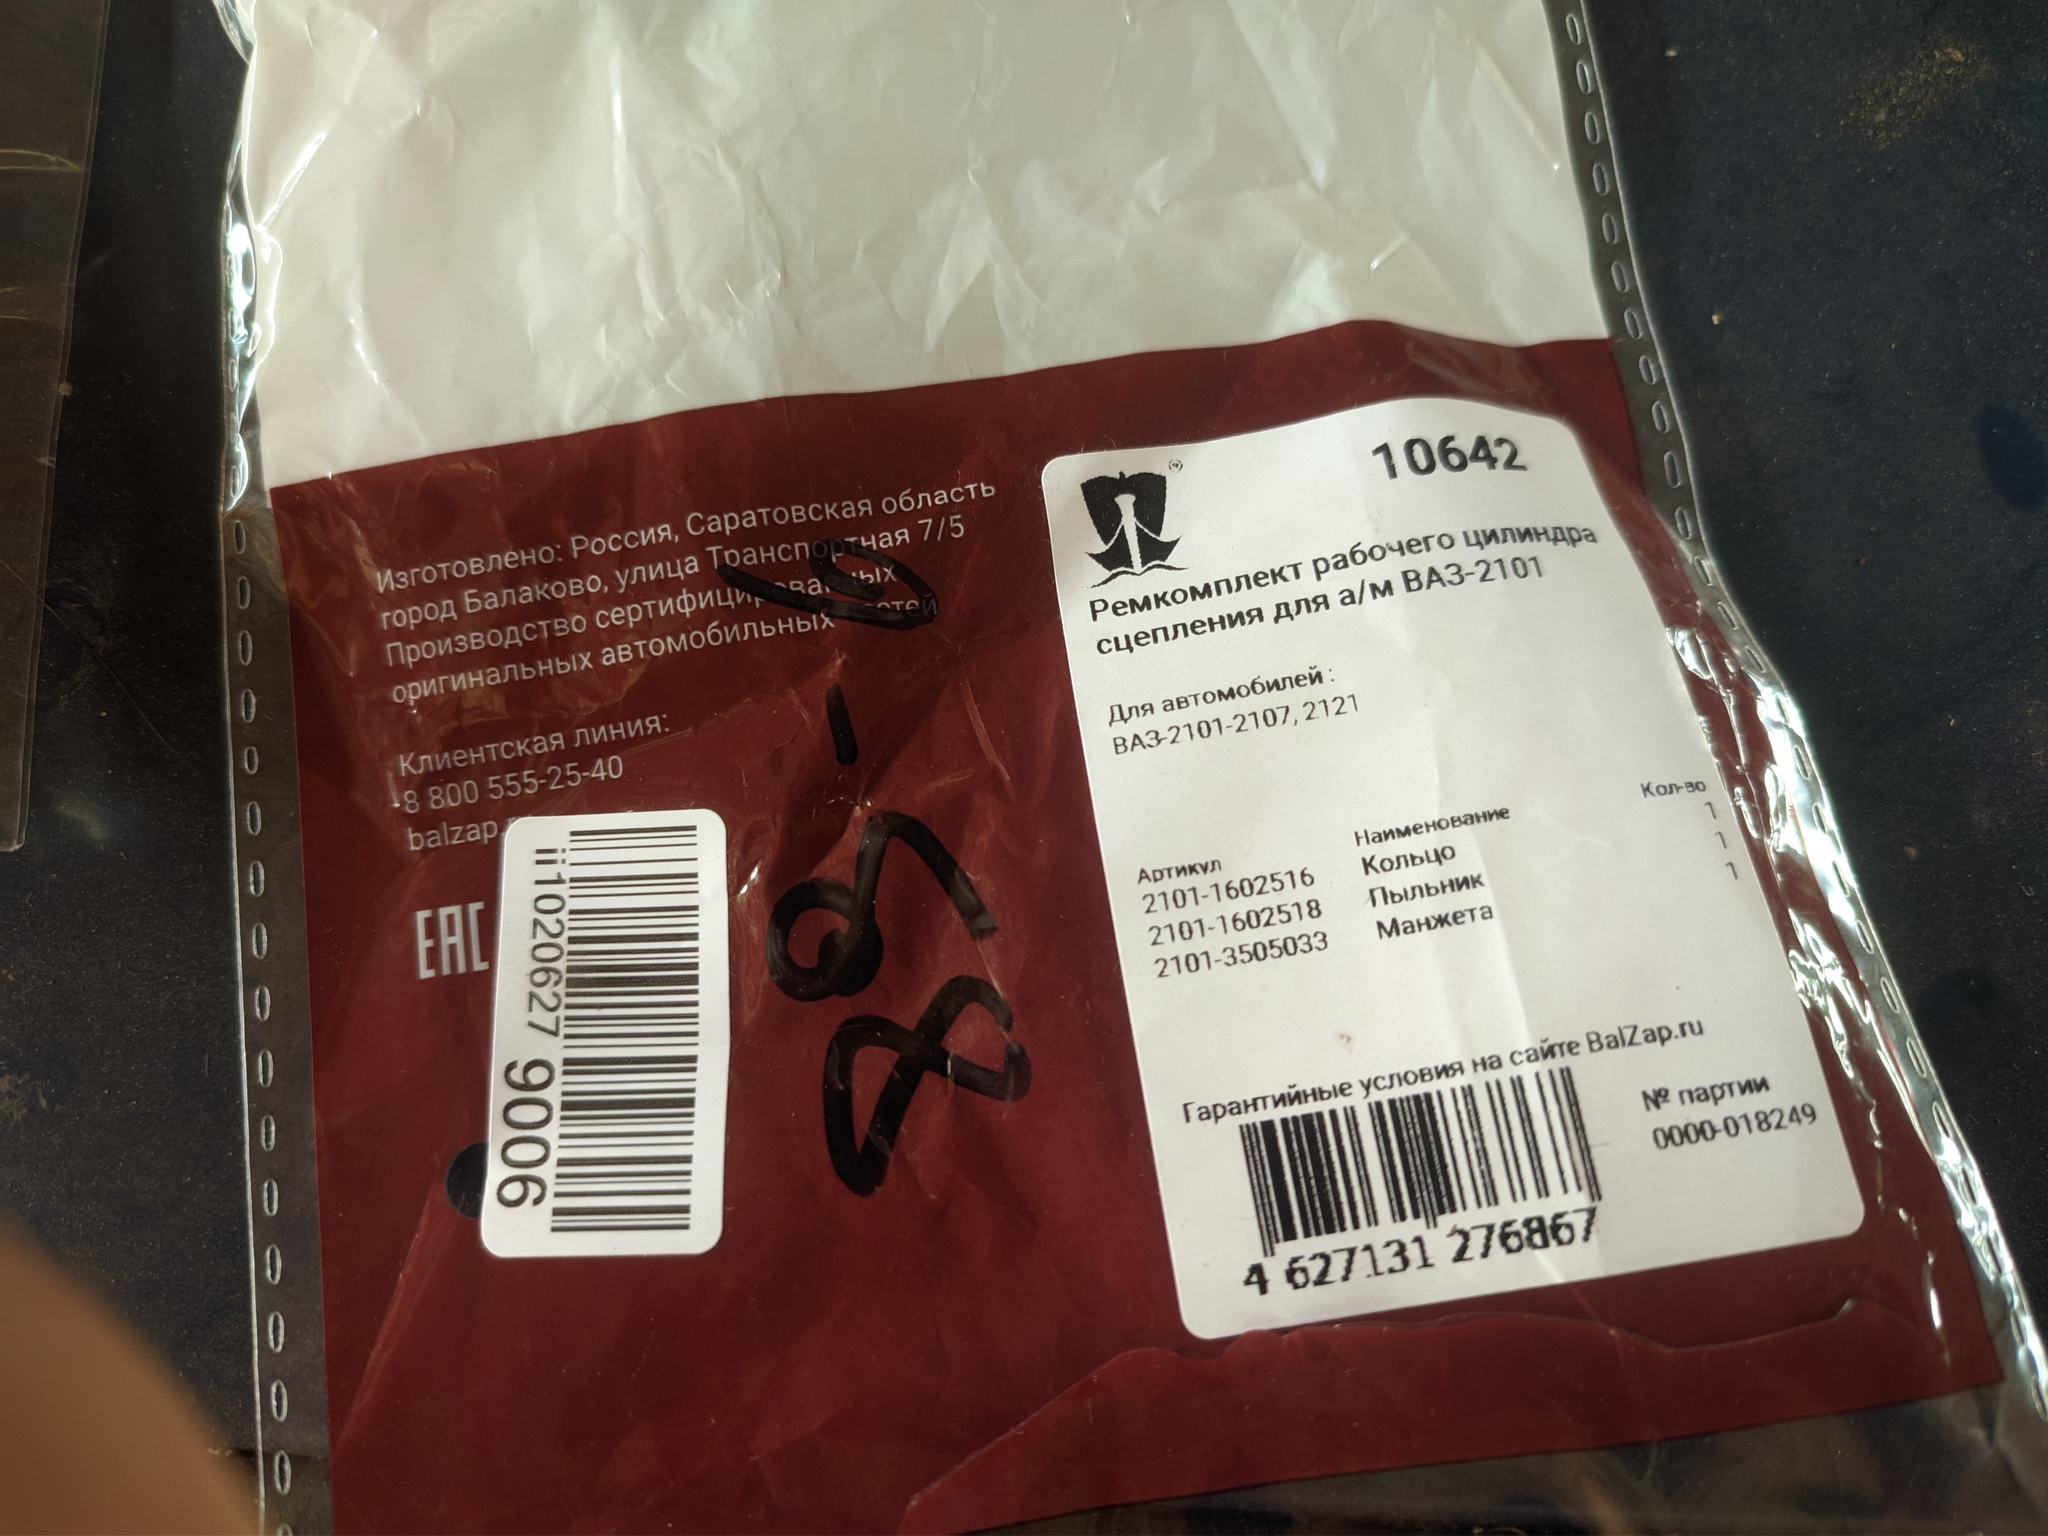 Изготовлено: Россия, Саратовская область
город Балаково, улица Транспортная 7/5
Производство сертифицированных
оригинальных автомобильных
Клиентская линия:
8 800 555-25-40
balzap.
EAC
ii1020627 9006
®
10642
Ремкомплект рабочего цилиндра
сцепления для а/м ВАЗ-2101
Для автомобилей :
ВАЗ-2101-2107, 2121
Артикул Наименование Кол-во
2101-1602516 Кольцо 1
2101-1602518 Пыльник 1
2101-3505033 Манжета 1
Гарантийные условия на сайте BalZap.ru
№ партии
0000-018249
4 627131 276867